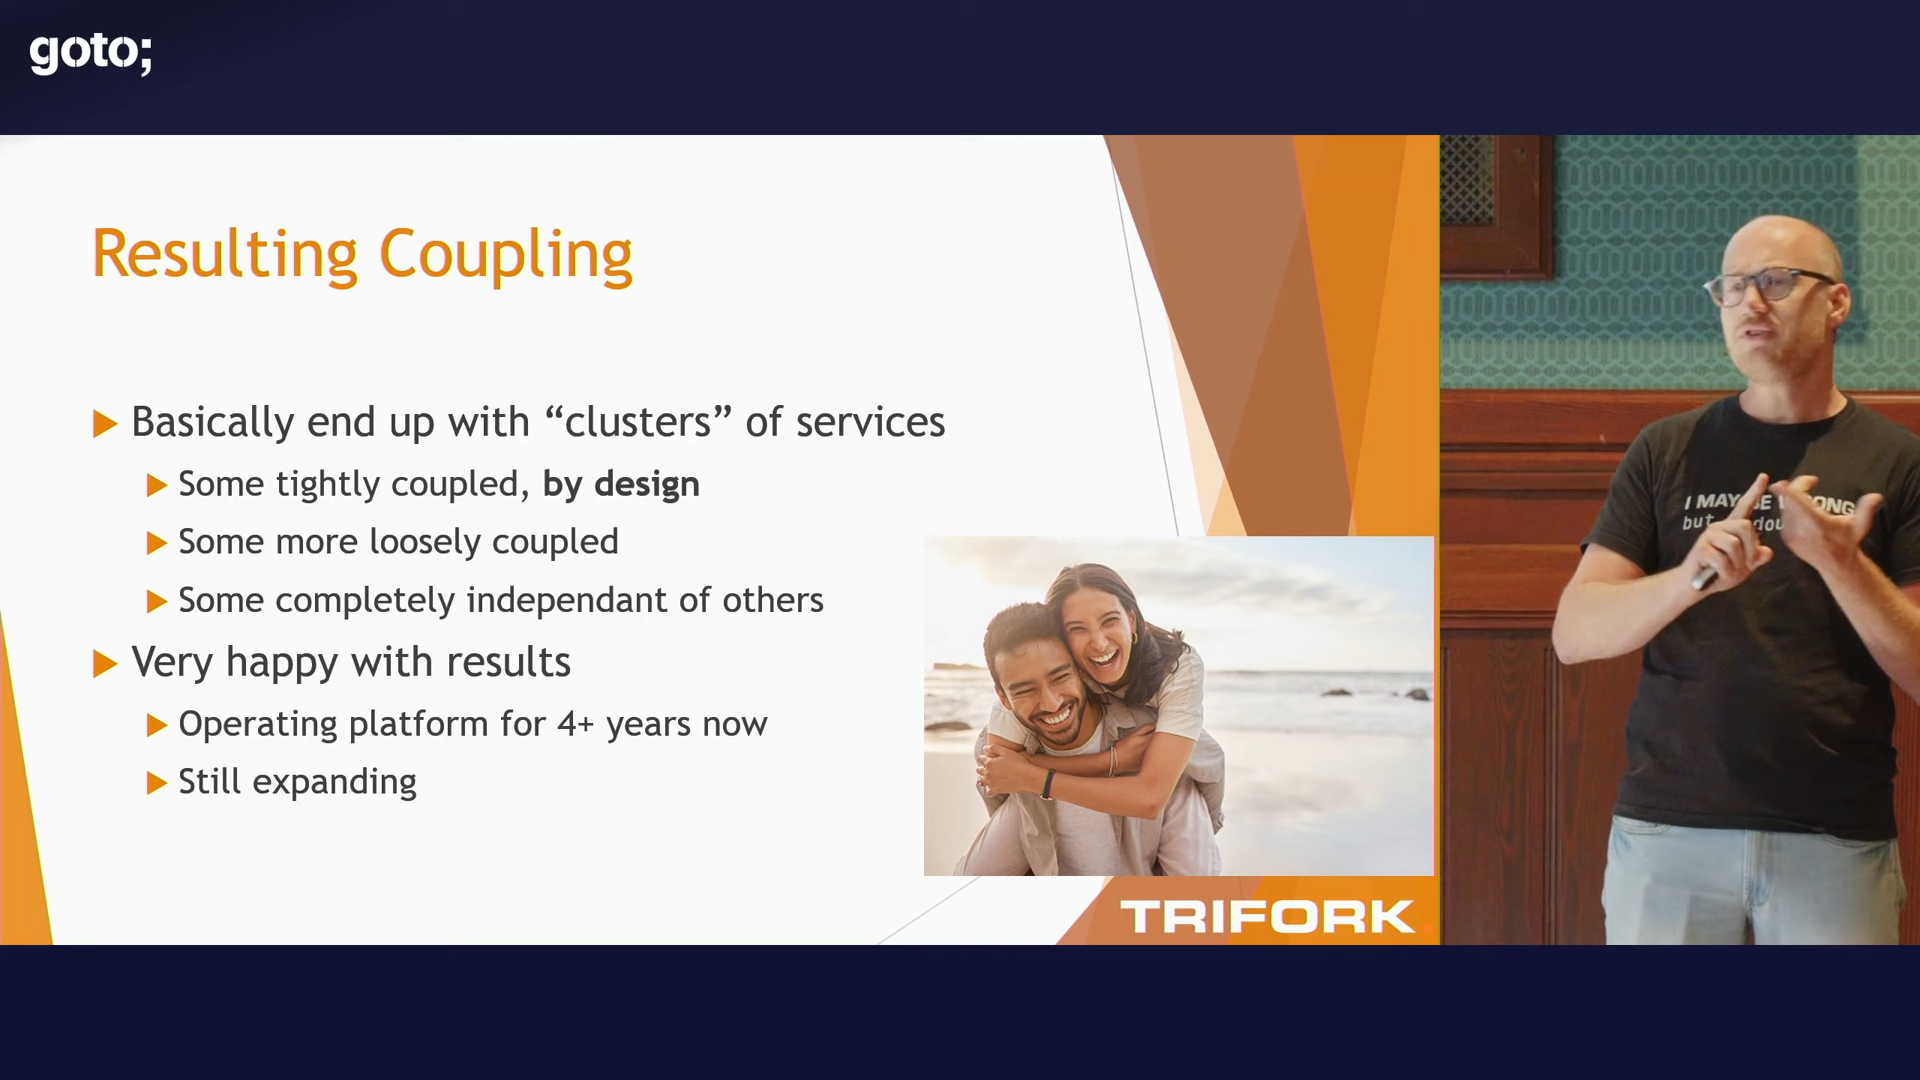 goto;
Resulting Coupling
Basically end up with “clusters” of services
Some tightly coupled, by design
Some more loosely coupled
Some completely independant of others
Very happy with results
Operating platform for 4+ years now
Still expanding
TRIFORK
I MAY
but